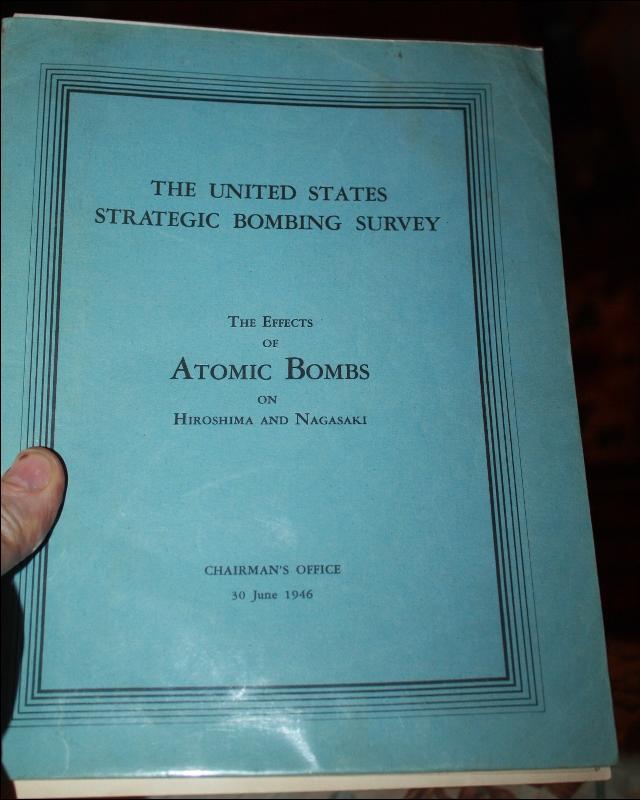 THE UNITED STATES
STRATEGIC BOMBING SURVEY
THE EFFECTS
OF
ATOMIC BOMBS
ON
HIROSHIMA AND NAGASAKI
CHAIRMAN'S OFFICE
30 June 1946